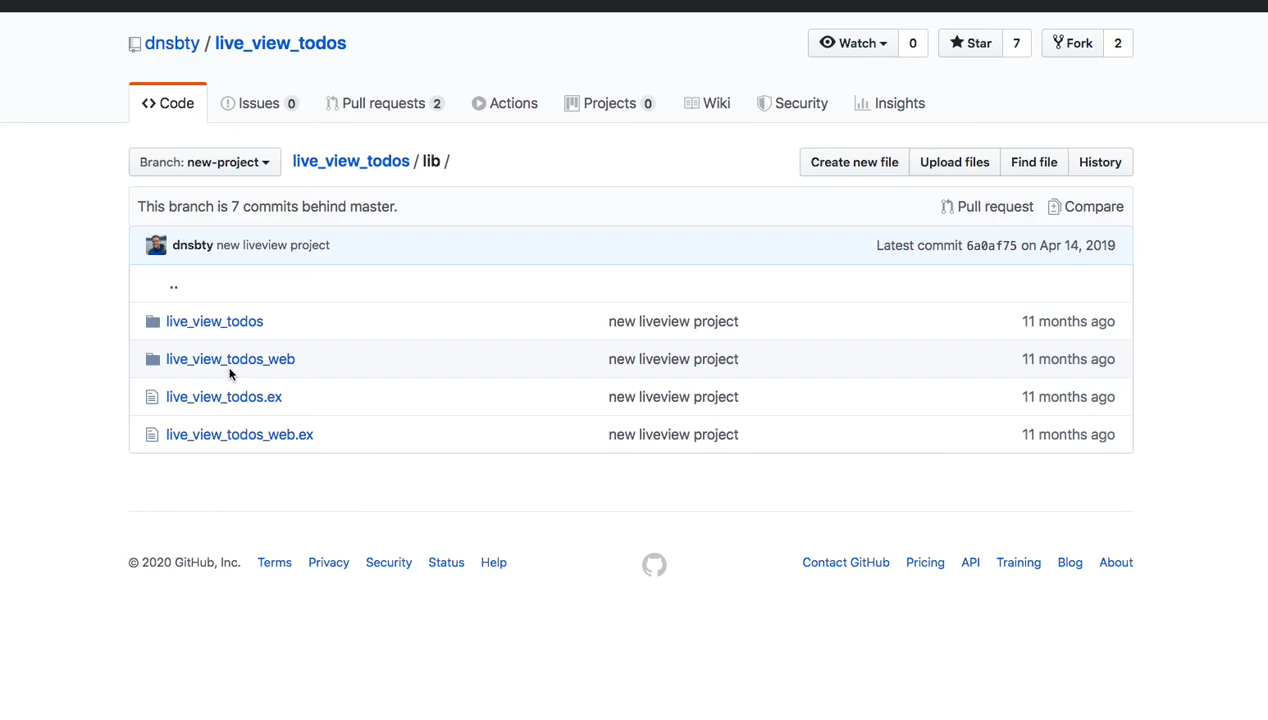 dnsbty / live_view_todos
Watch 0 Star 7 Fork 2
Code Issues 0 Pull requests 2 Actions Projects 0 Wiki Security Insights
Branch: new-project live_view_todos / lib / Create new file Upload files Find file History
This branch is 7 commits behind master. Pull request Compare
dnsbty new liveview project Latest commit 6a0af75 on Apr 14, 2019
..
live_view_todos new liveview project 11 months ago
live_view_todos_web new liveview project 11 months ago
live_view_todos.ex new liveview project 11 months ago
live_view_todos_web.ex new liveview project 11 months ago
© 2020 GitHub, Inc. Terms Privacy Security Status Help Contact GitHub Pricing API Training Blog About